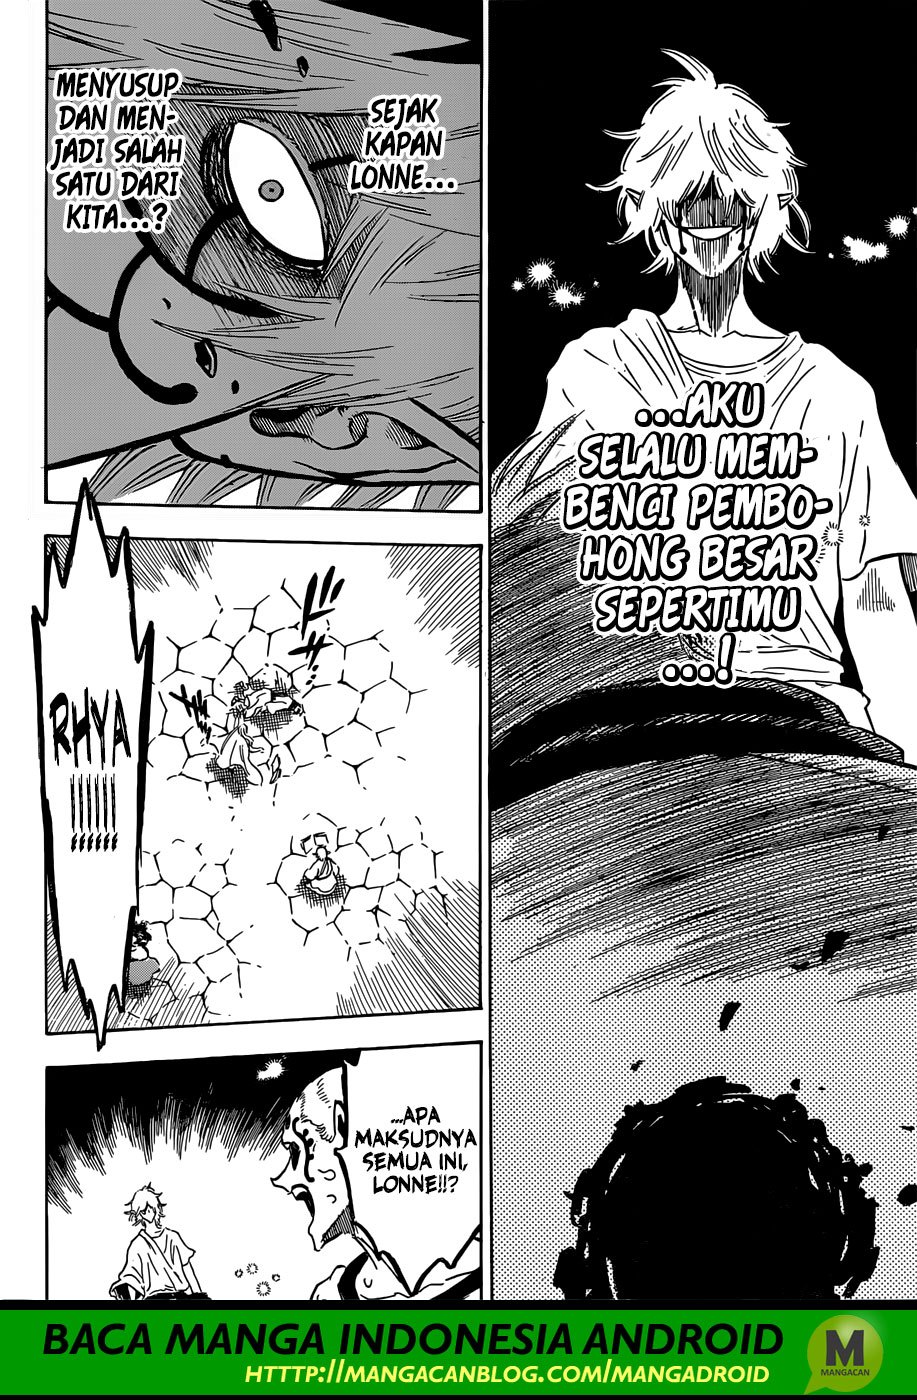 ...AKU
SELALU MEM-
BENCI PEMBO-
HONG BESAR
SEPERTIMU
...!
SEJAK
KAPAN
LONNE...
MENYUSUP
DAN MEN-
JADI SALAH
SATU DARI
KITA...?
RHYA
!!!!!!!
...APA
MAKSUDNYA
SEMUA INI,
LONNE!!?
BACA MANGA INDONESIA ANDROID
HTTTP://MANGACANBLOG.COM/MANGADROID
M
MANGACAN